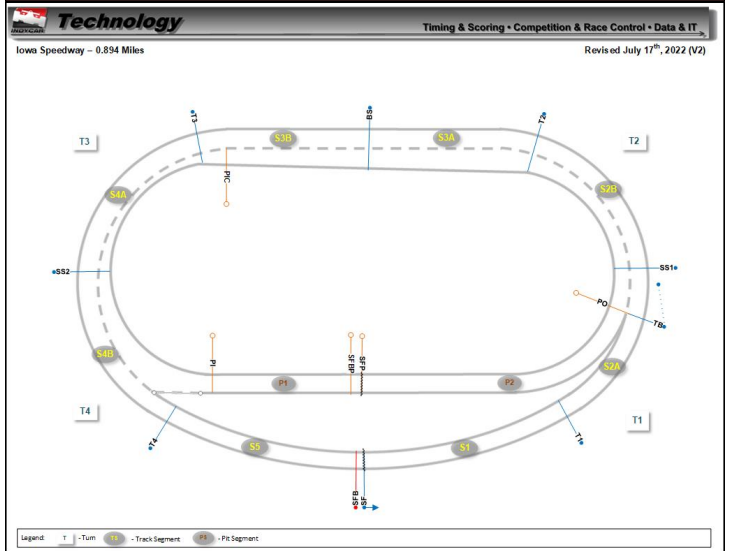 INDYCAR
Technology
Timing & Scoring • Competition & Race Control • Data & IT
Iowa Speedway – 0.894 Miles
Revised July 17th, 2022 (V2)
T3
BS
T2
T3
S3B
S3A
T2
PIC
S4A
S2B
SS2
SS1
PO
TB
PI
SFBP
SFP
S4B
S2A
P1
P2
T4
T1
T4
S5
S1
T1
SFB
SF
Legend: T - Turn T3 - Track Segment P3 - Pit Segment